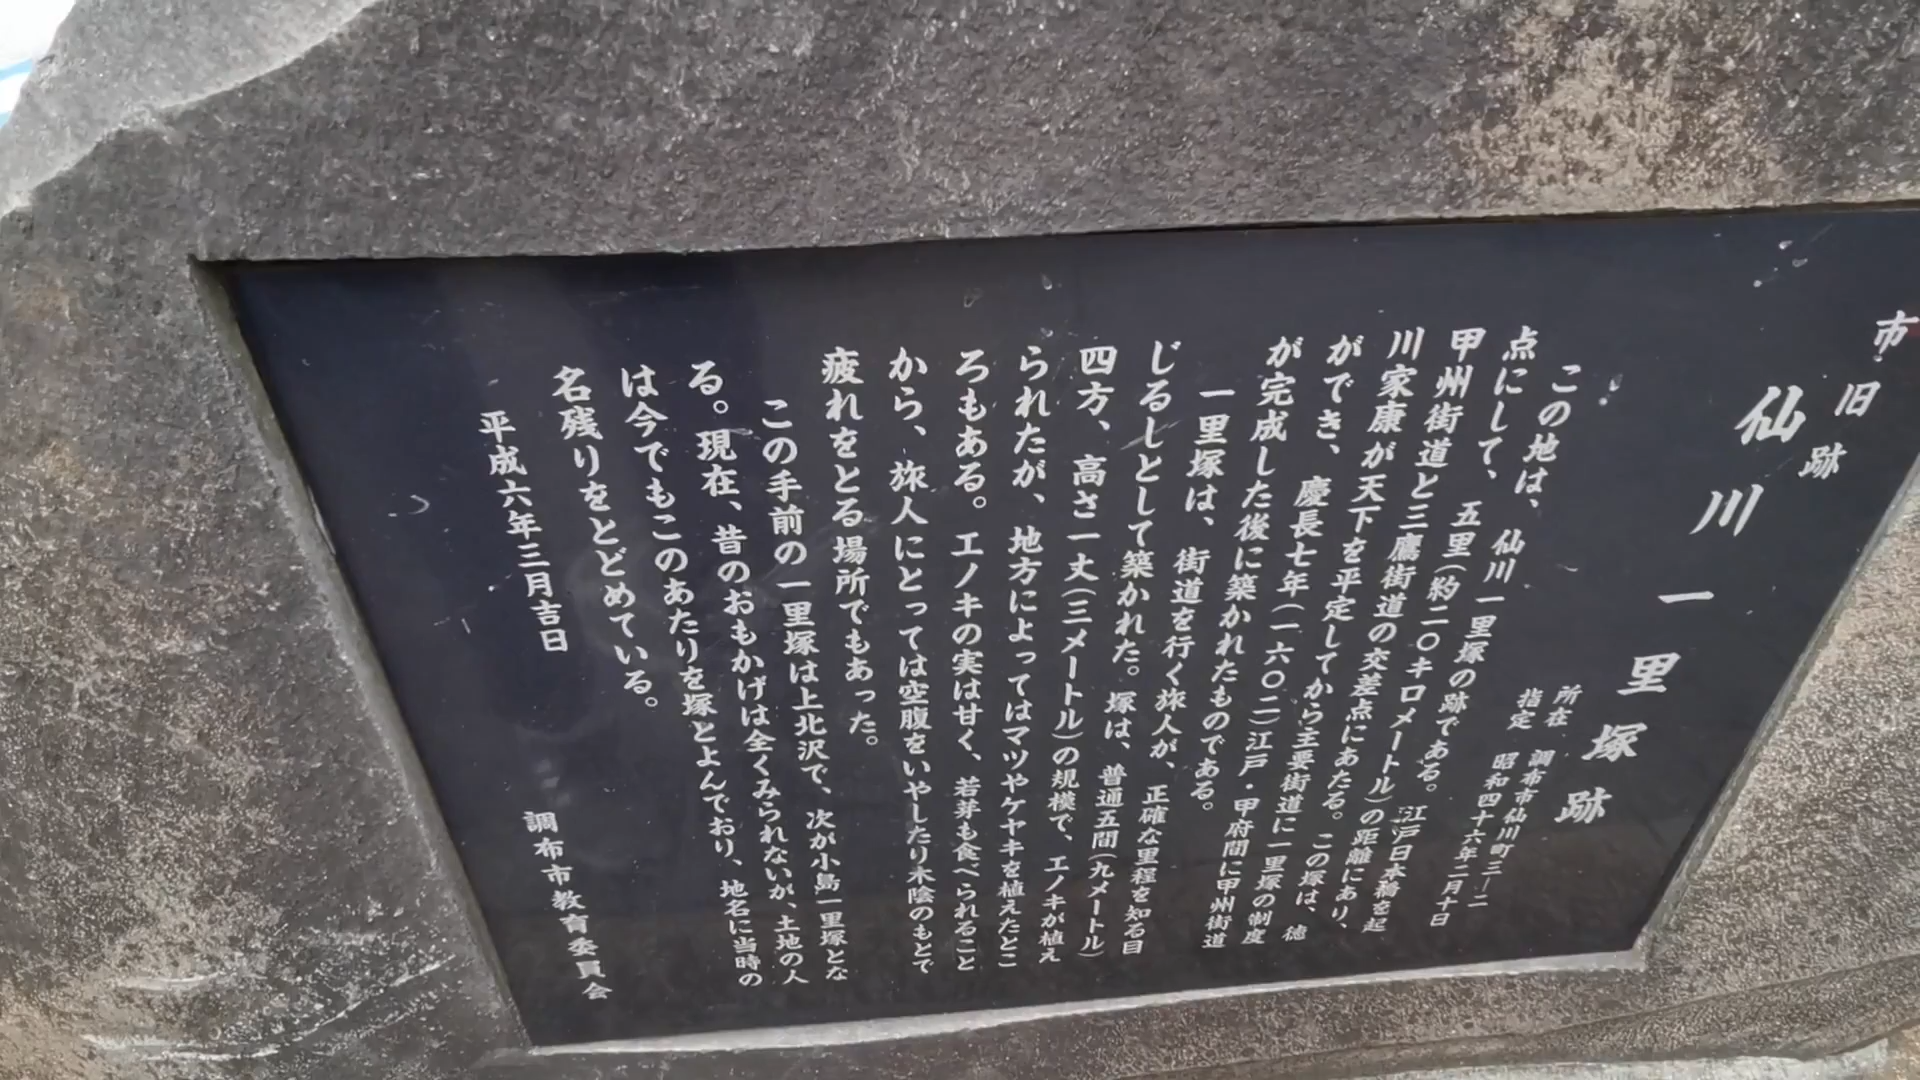 市旧跡
仙川一里塚跡
所在 調布市仙川町三ー二
指定 昭和四十六年二月十日
この地は、仙川一里塚の跡である。江戸日本橋を起
点にして、五里(約二〇キロメートル)の距離にあり、
甲州街道と三鷹街道の交差点にあたる。この塚は、徳
川家康が天下を平定してから主要街道に一里塚の制度
ができ、慶長七年(一六〇二)江戸・甲府間に甲州街道
が完成した後に築かれたものである。
一里塚は、街道を行く旅人が、正確な里程を知る目
じるしとして築かれた。塚は、普通五間(九メートル)
四方、高さ一丈(三メートル)の規模で、エノキが植え
られたが、地方によってはマツやケヤキを植えたとこ
ろもある。エノキの実は甘く、若芽も食べられること
から、旅人にとっては空腹をいやしたり木陰のもとで
疲れをとる場所でもあった。
この手前の一里塚は上北沢で、次が小島一里塚とな
る。現在、昔のおもかげは全くみられないが、土地の人
は今でもこのあたりを塚とよんでおり、地名に当時の
名残りをとどめている。
平成六年三月吉日
調布市教育委員会